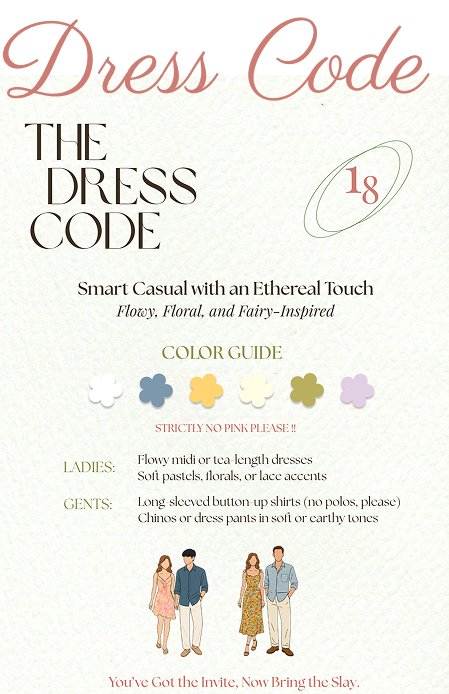 Dress Code
THE
DRESS
CODE
18
Smart Casual with an Ethereal Touch
Flowy, Floral, and Fairy-Inspired
COLOR GUIDE
STRICTLY NO PINK PLEASE !!
LADIES:
Flowy midi or tea-length dresses
Soft pastels, florals, or lace accents
GENTS:
Long-sleeved button-up shirts (no polos, please)
Chinos or dress pants in soft or earthy tones
You've Got the Invite, Now Bring the Slay.